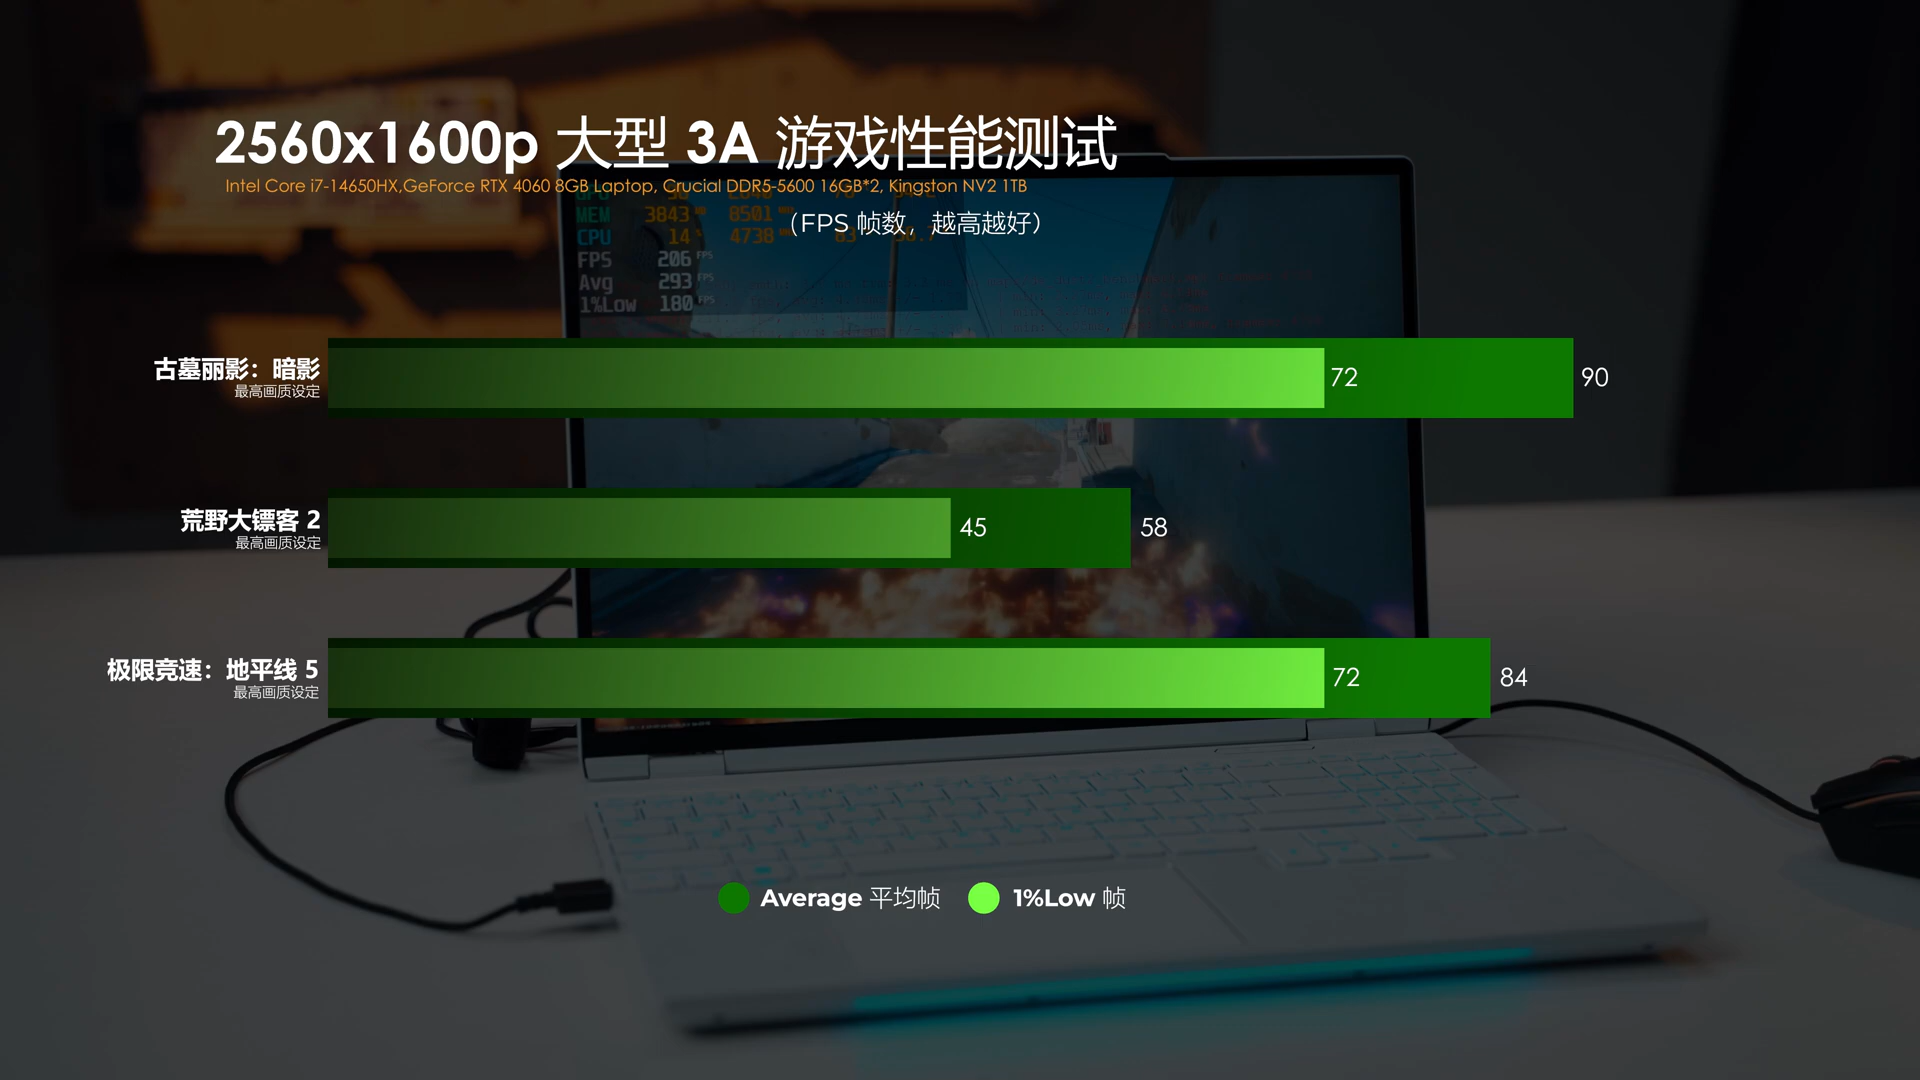 2560x1600p 大型 3A 游戏性能测试
Intel Core i7-14650HX,GeForce RTX 4060 8GB Laptop, Crucial DDR5-5600 16GB*2, Kingston NV2 1TB
（FPS 帧数，越高越好）
MEM 3843 8501
CPU 14 4738 83
FPS 206 FPS
Avg 293 FPS
1%Low 180 FPS
古墓丽影：暗影
最高画质设定
72
90
荒野大镖客 2
最高画质设定
45
58
极限竞速：地平线 5
最高画质设定
72
84
Average 平均帧
1%Low 帧